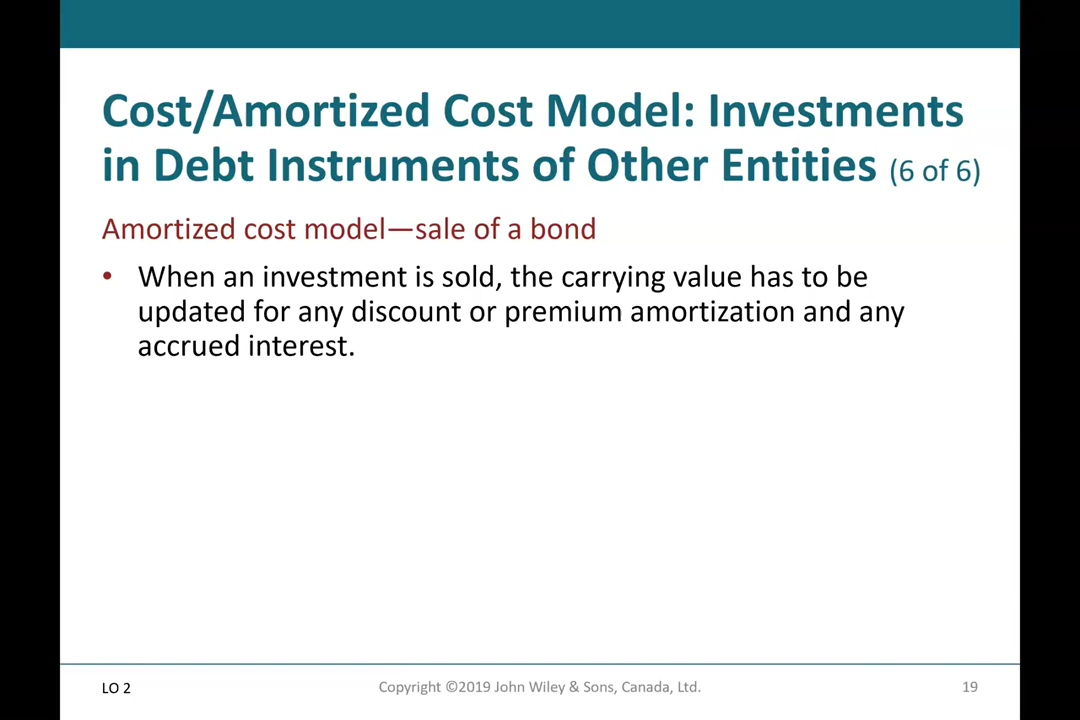 Cost/Amortized Cost Model: Investments
in Debt Instruments of Other Entities (6 of 6)
Amortized cost model—sale of a bond
• When an investment is sold, the carrying value has to be
updated for any discount or premium amortization and any
accrued interest.
LO 2
Copyright ©2019 John Wiley & Sons, Canada, Ltd.
19